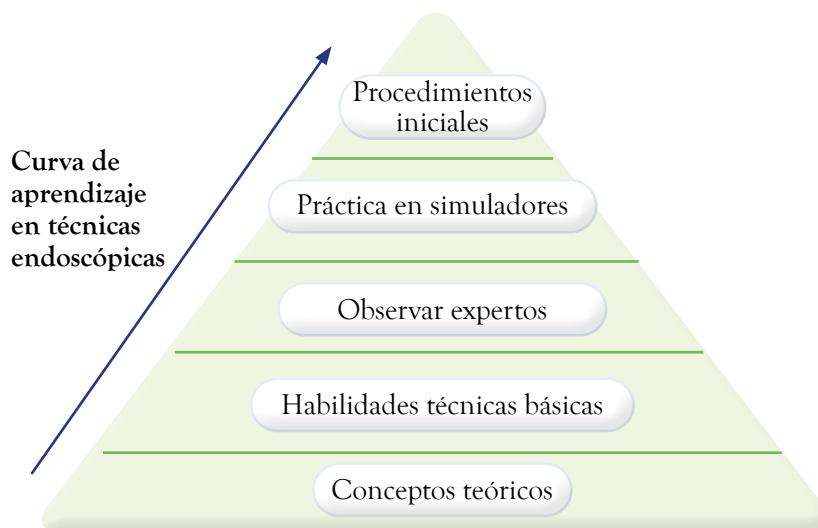 Procedimientos
iniciales
Curva de
aprendizaje
en técnicas
endoscópicas
Práctica en simuladores
Observar expertos
Habilidades técnicas básicas
Conceptos teóricos